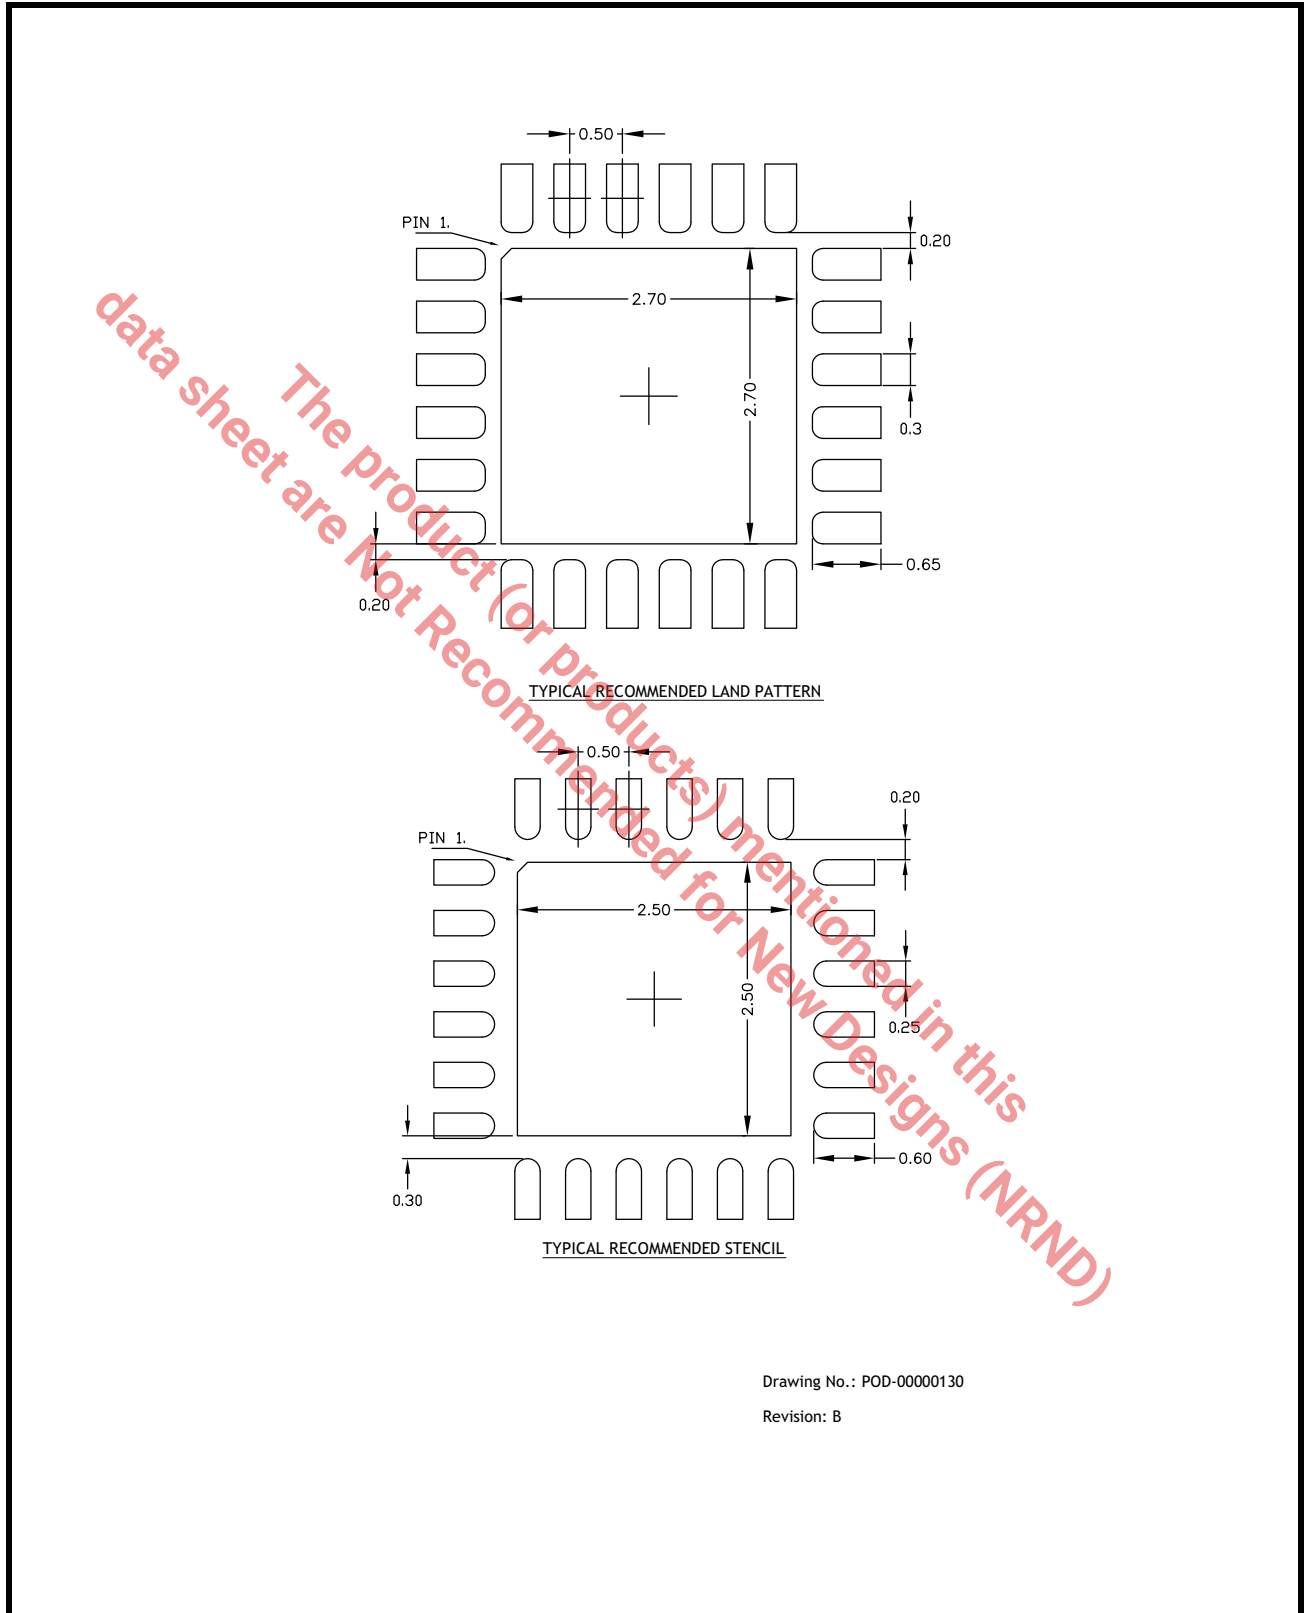 0.50
PIN 1.
0.20
2.70
2.70
0.3
0.65
0.20
TYPICAL RECOMMENDED LAND PATTERN
0.50
0.20
PIN 1.
2.50
2.50
0.25
0.60
0.30
TYPICAL RECOMMENDED STENCIL
The product (or products) mentioned in this
data sheet are Not Recommended for New Designs (NRND)
Drawing No.: POD-00000130
Revision: B